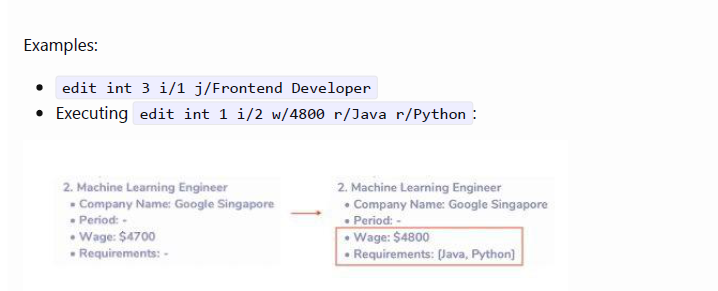 Examples:
edit int 3 i/1 j/Frontend Developer
Executing edit int 1 i/2 w/4800 r/Java r/Python :
2. Machine Learning Engineer
• Company Name: Google Singapore
• Period: -
• Wage: $4700
• Requirements: -
2. Machine Learning Engineer
• Company Name: Google Singapore
• Period: -
• Wage: $4800
• Requirements: [Java, Python]